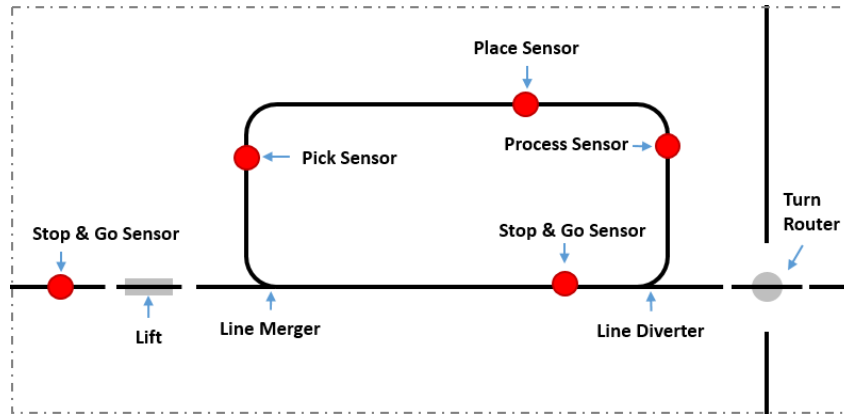 Place Sensor
Process Sensor
Pick Sensor
Turn
Router
Stop & Go Sensor
Stop & Go Sensor
Line Merger
Line Diverter
Lift